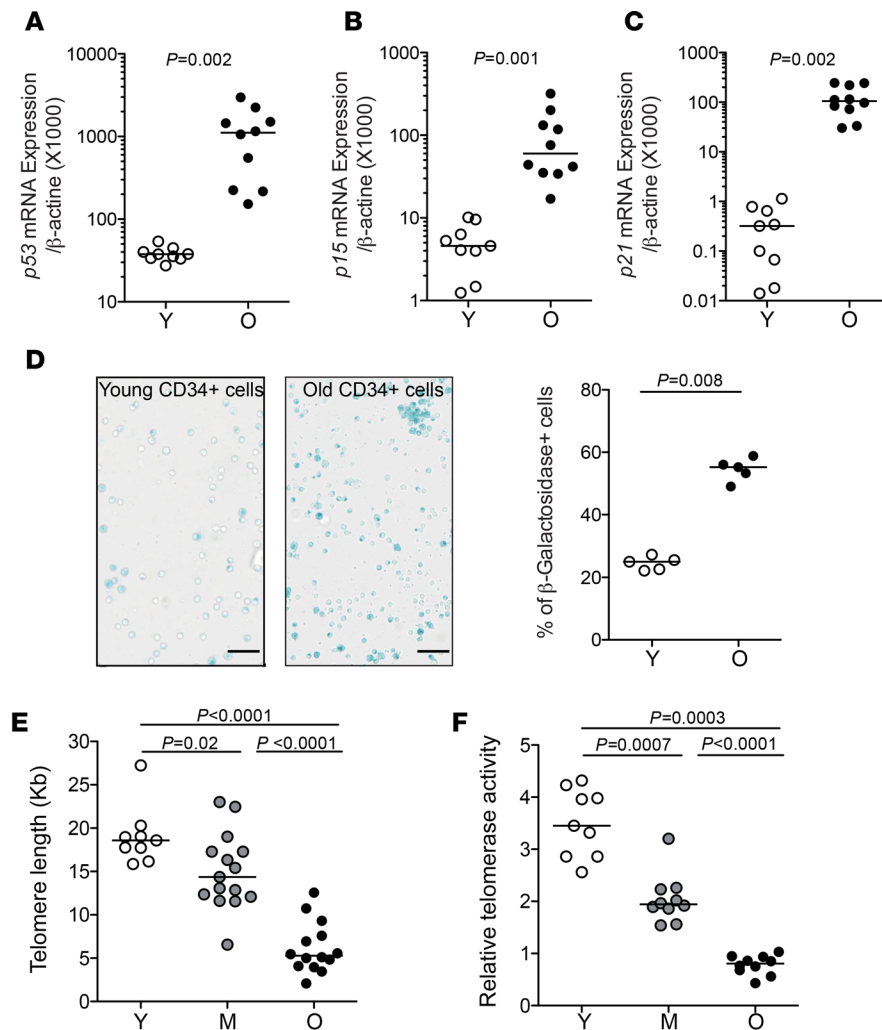 A
B
C
P=0.002
P=0.001
P=0.002
p53 mRNA Expression
/β-actine (X1000)
10000
1000
100
10
Y
O
p15 mRNA Expression
/β-actine (X1000)
1000
100
10
1
Y
O
p21 mRNA Expression
/β-actine (X1000)
1000
100
10
1
0.1
0.01
Y
O
D
Young CD34+ cells
Old CD34+ cells
P=0.008
% of β-Galactosidase+ cells
80
60
40
20
0
Y
O
E
P<0.0001
P=0.02
P <0.0001
Telomere length (Kb)
30
25
20
15
10
5
0
Y
M
O
F
P=0.0003
P=0.0007
P<0.0001
Relative telomerase activity
5
4
3
2
1
0
Y
M
O